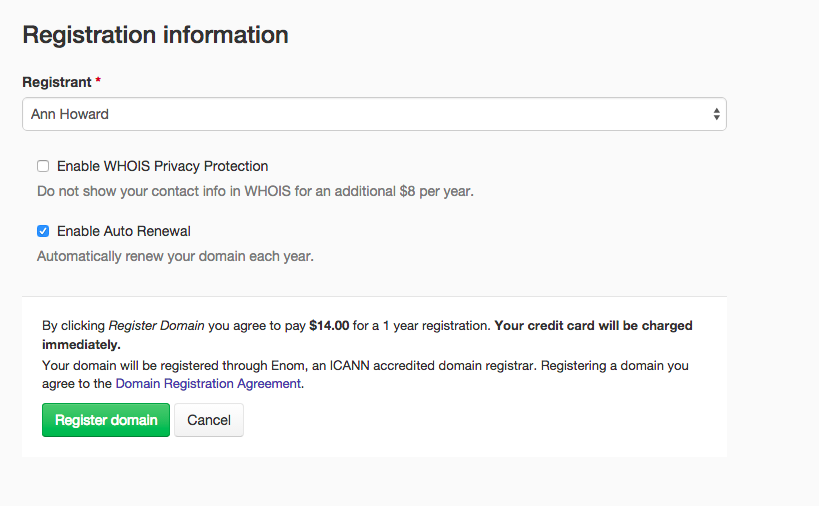 Registration information
Registrant *
Ann Howard
Enable WHOIS Privacy Protection
Do not show your contact info in WHOIS for an additional $8 per year.
Enable Auto Renewal
Automatically renew your domain each year.
By clicking Register Domain you agree to pay $14.00 for a 1 year registration. Your credit card will be charged
immediately.
Your domain will be registered through Enom, an ICANN accredited domain registrar. Registering a domain you
agree to the Domain Registration Agreement.
Register domain Cancel